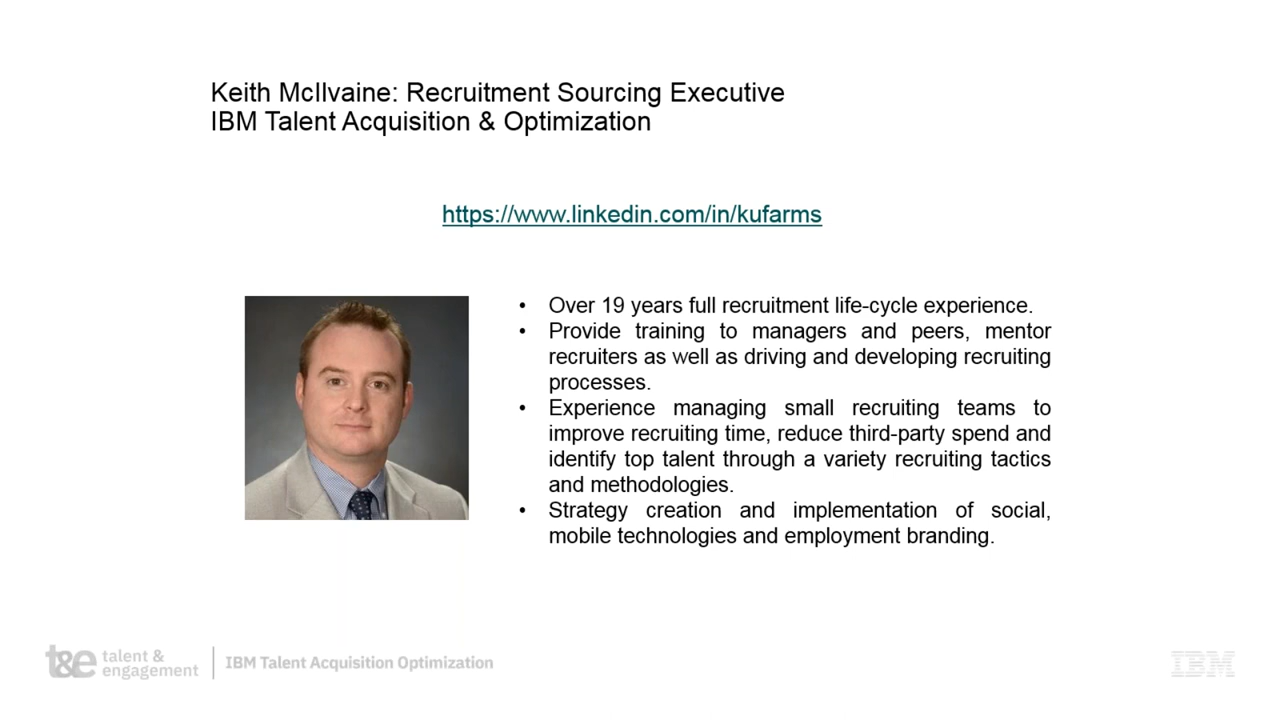 Keith McIlvaine: Recruitment Sourcing Executive
IBM Talent Acquisition & Optimization
https://www.linkedin.com/in/kufarms
• Over 19 years full recruitment life-cycle experience.
• Provide training to managers and peers, mentor
recruiters as well as driving and developing recruiting
processes.
• Experience managing small recruiting teams to
improve recruiting time, reduce third-party spend and
identify top talent through a variety recruiting tactics
and methodologies.
• Strategy creation and implementation of social,
mobile technologies and employment branding.
t&e talent &
engagement
IBM Talent Acquisition Optimization
IBM